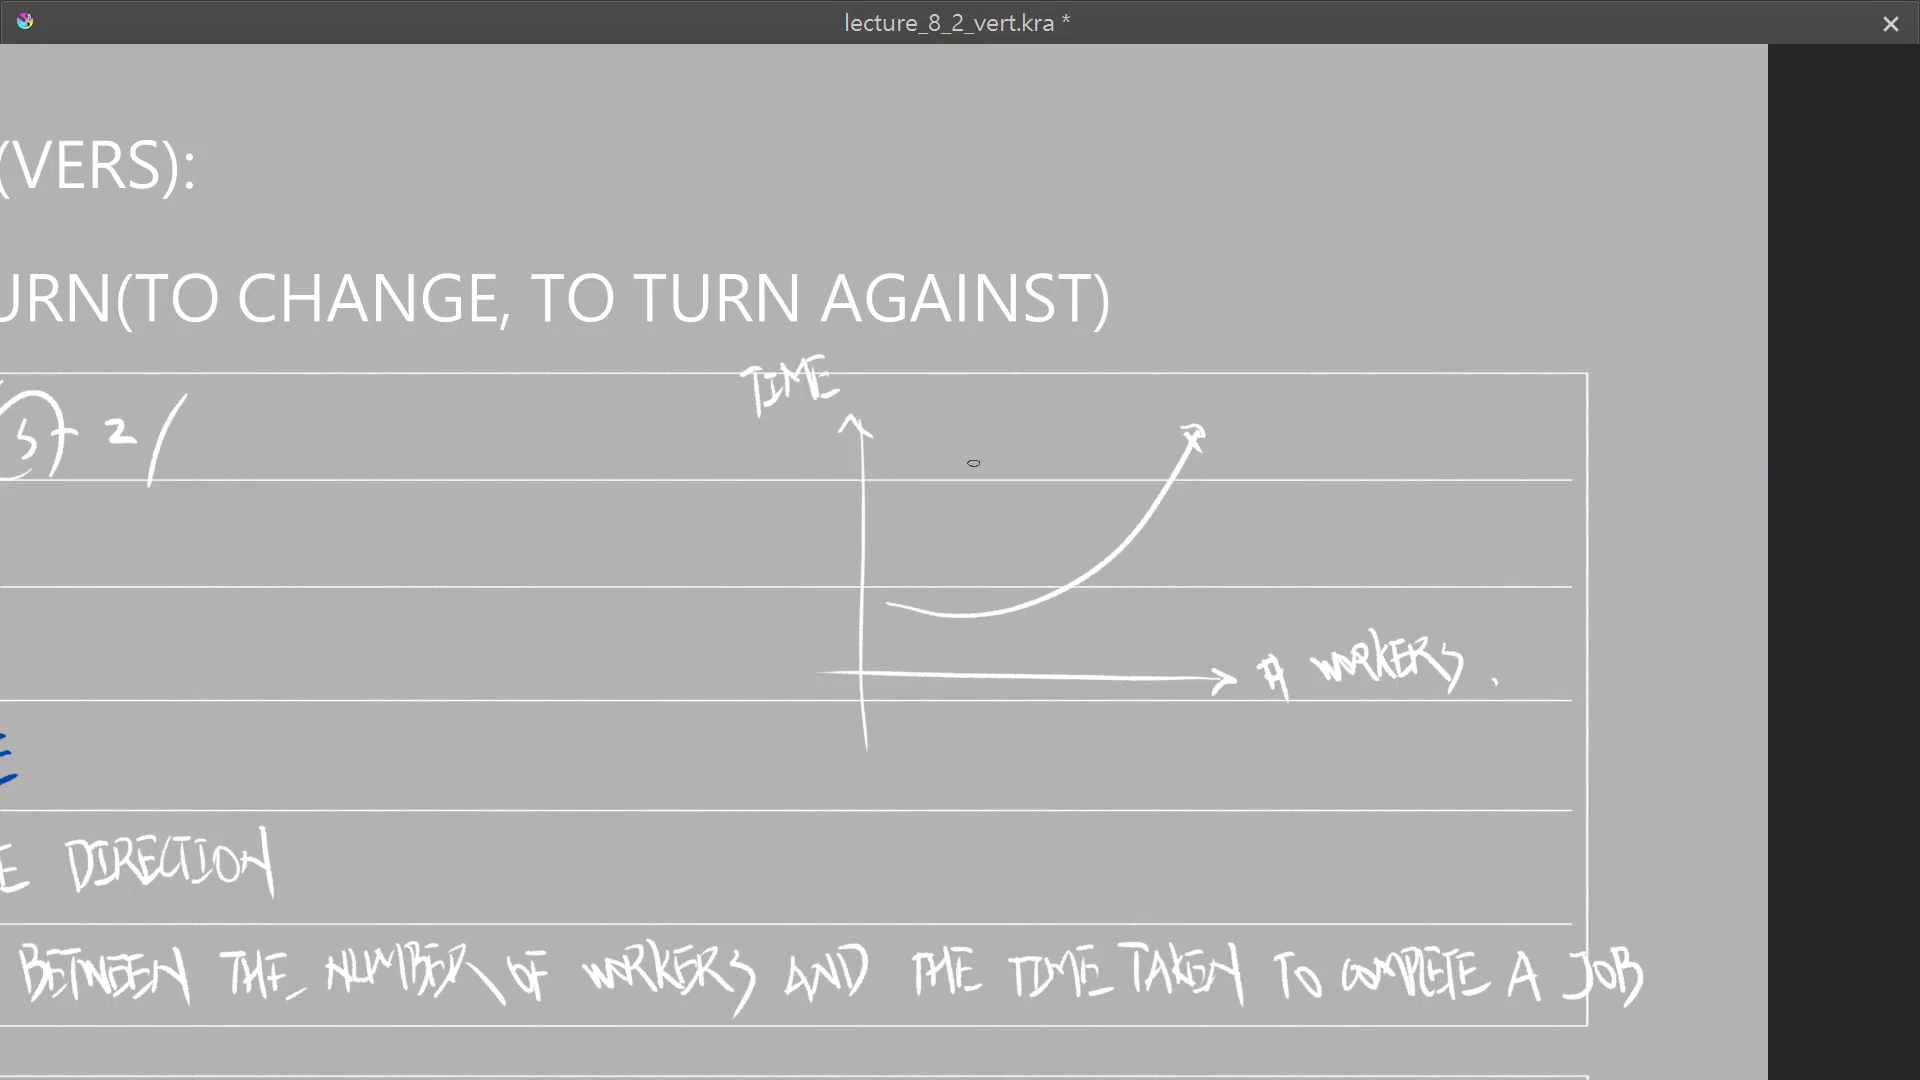 lecture_8_2_vert.kra *
(VERS):
URN(TO CHANGE, TO TURN AGAINST)
TIME
2 /
# WORKERS.
E
E DIRECTION
BETWEEN THE NUMBER OF WORKERS AND THE TIME TAKEN TO COMPLETE A JOB